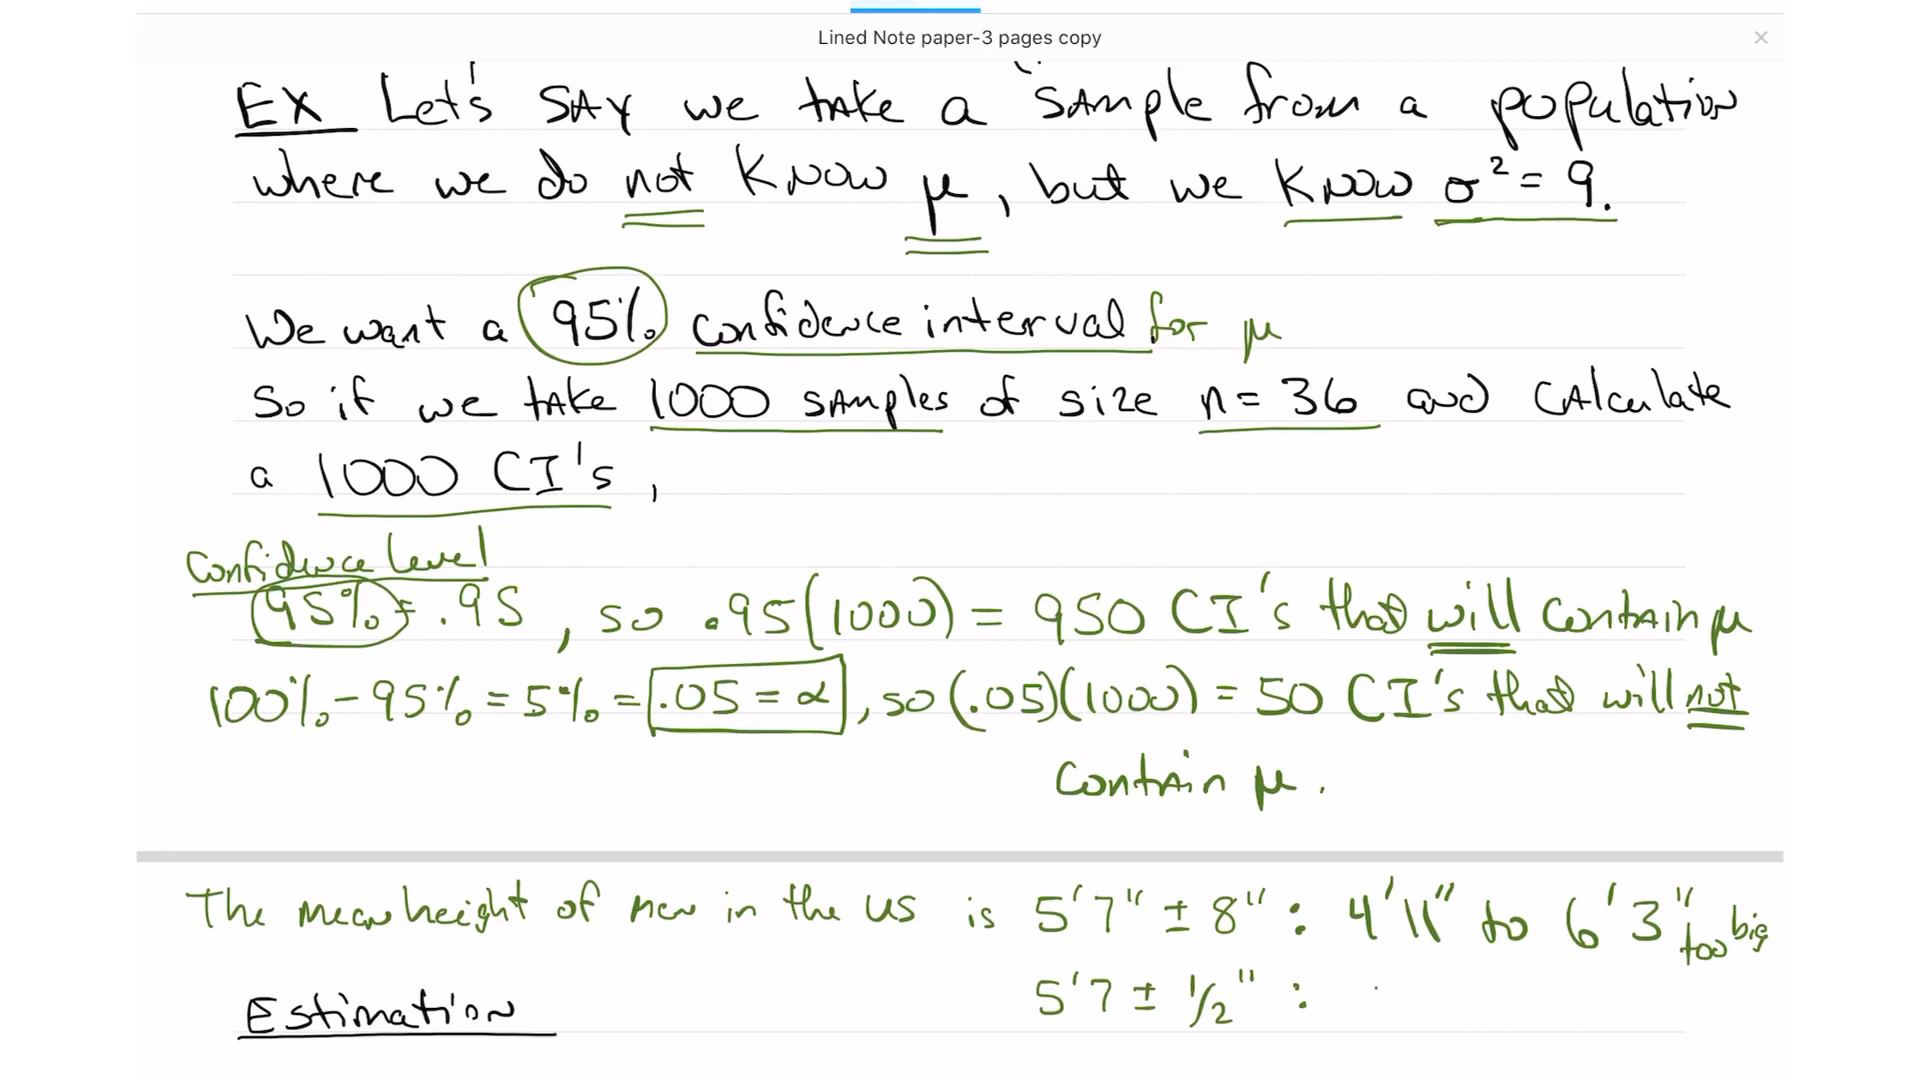 Lined Note paper-3 pages copy
EX Let's SAY we tAKe a sAmple from a population
where we do not KNOW μ, but we KNOW σ² = 9.
We want a 95% confidence interval for μ
So if we tAKe 1000 sAmples of size n = 36 and CAlculate
a 1000 CI's,
Confidence level
95% = .95, so .95(1000) = 950 CI's that will contain μ
100% - 95% = 5% = .05 = α, so (.05)(1000) = 50 CI's that will not
contain μ.
The mean height of men in the US is 5'7" ± 8" : 4'11" to 6'3" too big
5'7 ± 1/2" :
Estimation